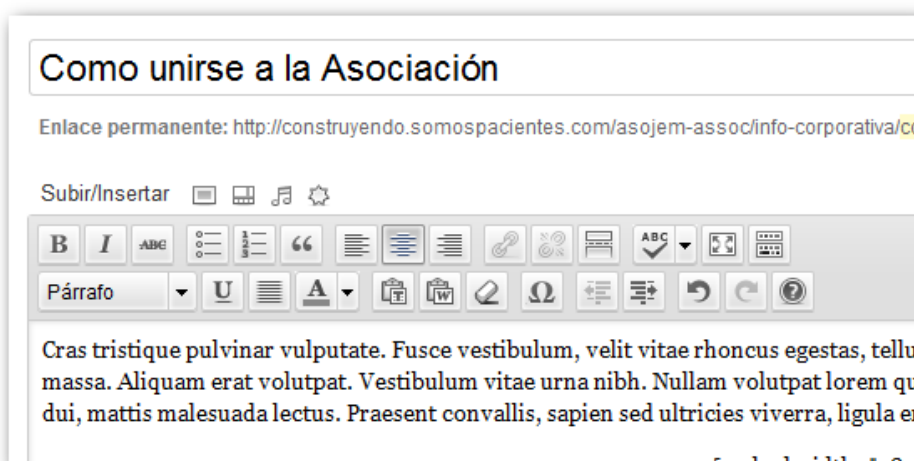 Como unirse a la Asociación
Enlace permanente: http://construyendo.somospacientes.com/asojem-assoc/info-corporativa/
Subir/Insertar
B I ABC ABC
Párrafo U A T W Ω
Cras tristique pulvinar vulputate. Fusce vestibulum, velit vitae rhoncus egestas,
massa. Aliquam erat volutpat. Vestibulum vitae urna nibh. Nullam volutpat lorem
dui, mattis malesuada lectus. Praesent convallis, sapien sed ultricies viverra, ligula